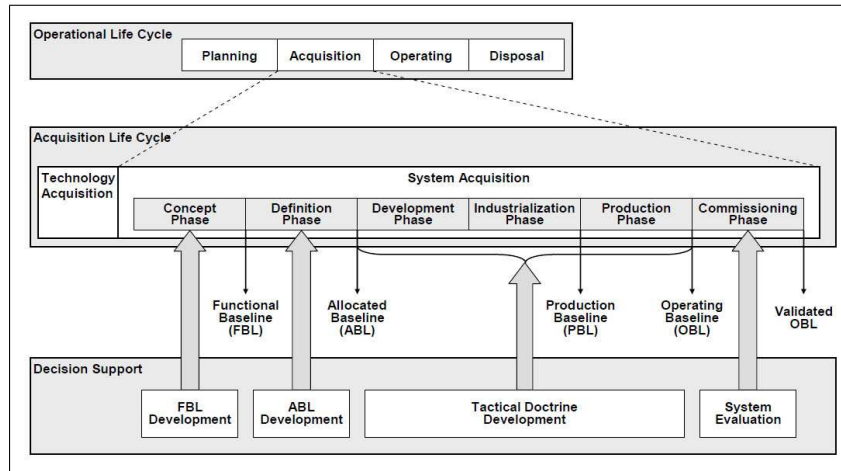 Operational Life Cycle
Planning
Acquisition
Operating
Disposal
Acquisition Life Cycle
Technology
Acquisition
System Acquisition
Concept
Phase
Definition
Phase
Development
Phase
Industrialization
Phase
Production
Phase
Commissioning
Phase
Functional
Baseline
(FBL)
Allocated
Baseline
(ABL)
Production
Baseline
(PBL)
Operating
Baseline
(OBL)
Validated
OBL
Decision Support
FBL
Development
ABL
Development
Tactical Doctrine
Development
System
Evaluation